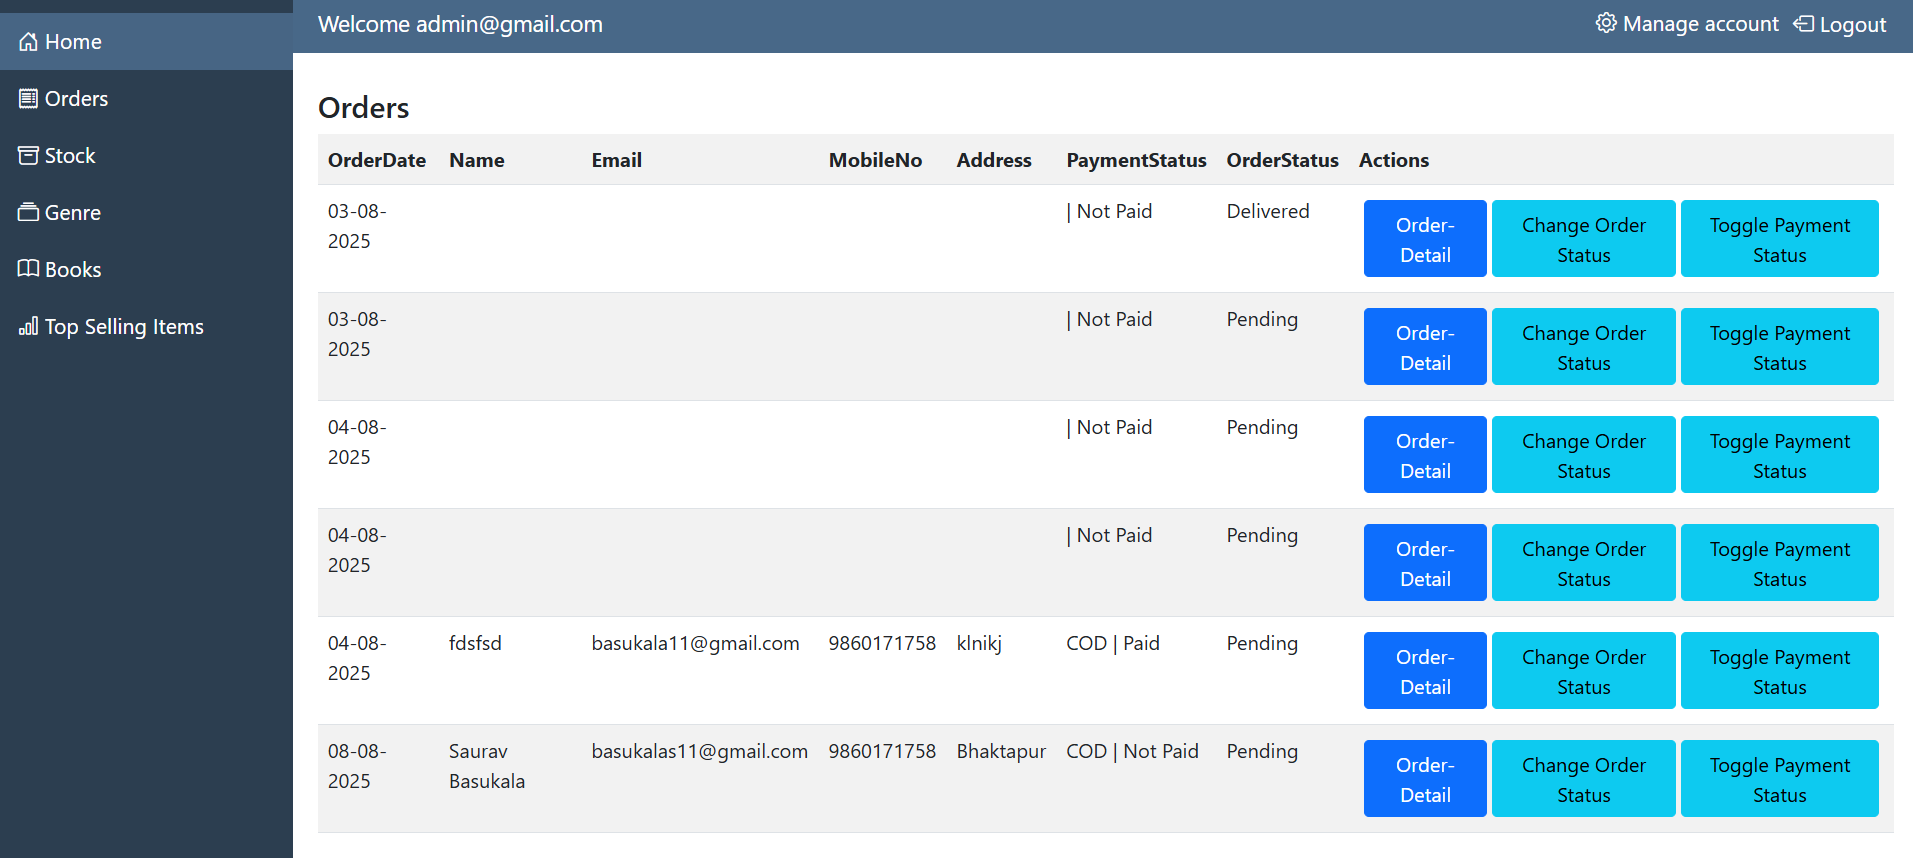 Home
Orders
Stock
Genre
Books
Top Selling Items
Welcome admin@gmail.com
Manage account Logout
Orders
OrderDate Name Email MobileNo Address PaymentStatus OrderStatus Actions
03-08-
2025
| Not Paid
Delivered
Order-
Detail
Change Order
Status
Toggle Payment
Status
03-08-
2025
| Not Paid
Pending
Order-
Detail
Change Order
Status
Toggle Payment
Status
04-08-
2025
| Not Paid
Pending
Order-
Detail
Change Order
Status
Toggle Payment
Status
04-08-
2025
| Not Paid
Pending
Order-
Detail
Change Order
Status
Toggle Payment
Status
04-08-
2025
fdsfsd
basukala11@gmail.com
9860171758
klnikj
COD | Paid
Pending
Order-
Detail
Change Order
Status
Toggle Payment
Status
08-08-
2025
Saurav
Basukala
basukalas11@gmail.com
9860171758
Bhaktapur
COD | Not Paid
Pending
Order-
Detail
Change Order
Status
Toggle Payment
Status